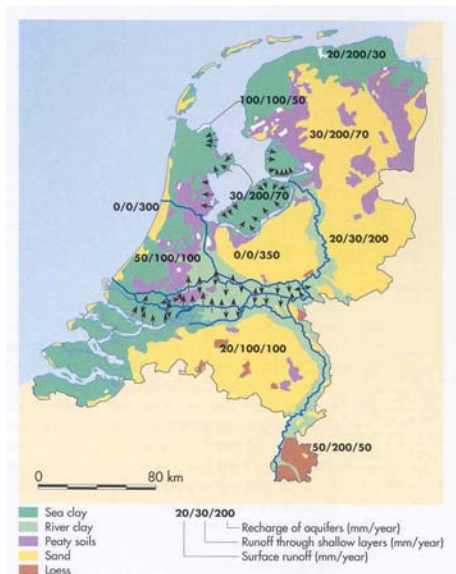 20/200/30
100/100/50
30/200/70
30/200/70
0/0/300
20/30/200
50/100/100
0/0/350
20/100/100
50/200/50
0 80 km
Sea clay
River clay
Peaty soils
Sand
Loess
20/30/200
Recharge of aquifers (mm/year)
Runoff through shallow layers (mm/year)
Surface runoff (mm/year)